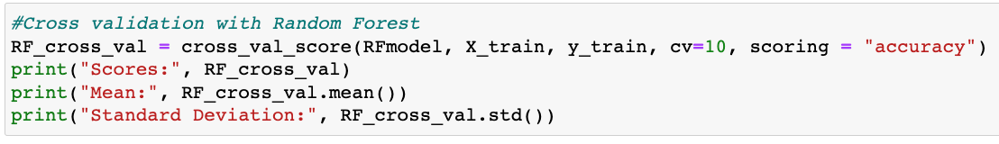 #Cross validation with Random Forest
RF_cross_val = cross_val_score(RFmodel, X_train, y_train, cv=10, scoring = "accuracy")
print("Scores:", RF_cross_val)
print("Mean:", RF_cross_val.mean())
print("Standard Deviation:", RF_cross_val.std())